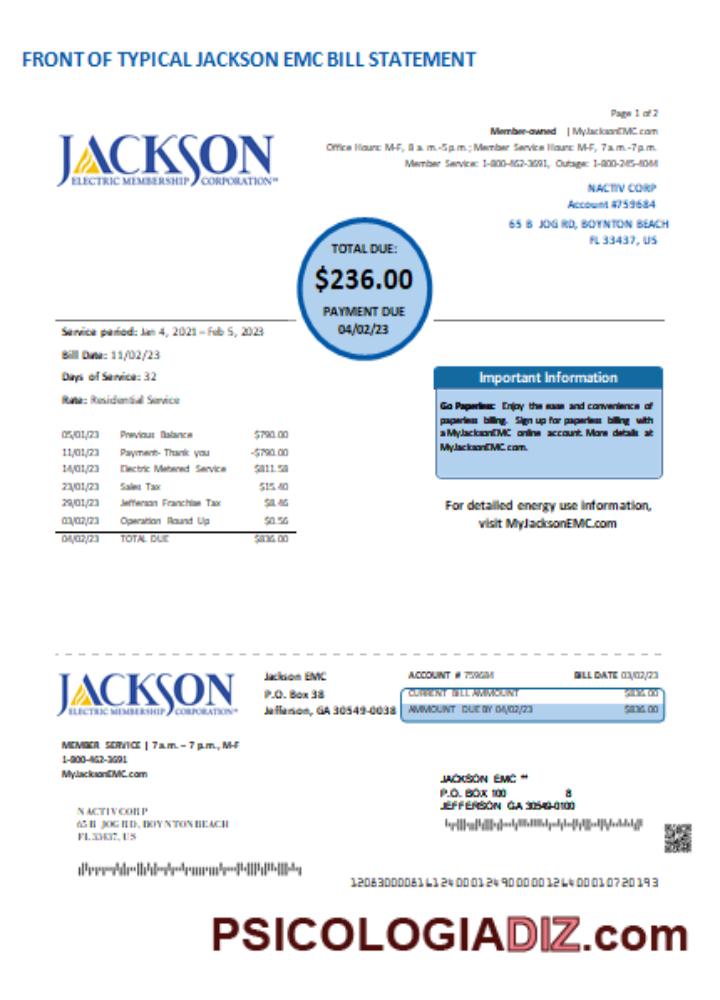 FRONT OF TYPICAL JACKSON EMC BILL STATEMENT
Page 1 of 2
Member-owned | MyJacksonEMC.com
Office Hours: M-F, 8 a. m.-5p.m.; Member Service Hours: M-F, 7a.m.-7p.m.
Member Service: 1-800-462-3691, Outage: 1-800-245-4044
JACKSON
ELECTRIC MEMBERSHIP CORPORATION
NACTIV CORP
Account #759684
65 B JOG RD, BOYNTON BEACH
FL 33437, US
TOTAL DUE:
$236.00
PAYMENT DUE
04/02/23
Service period: Jan 4, 2021 – Feb 5, 2023
Bill Date: 11/02/23
Days of Service: 32
Rate: Residential Service
Important Information
Go Paperless: Enjoy the ease and convenience of
paperless billing. Sign up for paperless billing with
a MyJacksonEMC online account. More details at
MyJacksonEMC.com.
05/01/23 Previous Balance $790.00
11/01/23 Payment- Thank you -$790.00
14/01/23 Electric Metered Service $811.58
23/01/23 Sales Tax $15.40
29/01/23 Jefferson Franchise Tax $8.46
03/02/23 Operation Round Up $0.56
04/02/23 TOTAL DUE $836.00
For detailed energy use information,
visit MyJacksonEMC.com
JACKSON
ELECTRIC MEMBERSHIP CORPORATION
Jackson EMC
P.O. Box 38
Jefferson, GA 30549-0038
ACCOUNT # 759684 BILL DATE 03/02/23
CURRENT BILL AMMOUNT $836.00
AMMOUNT DUE BY 04/02/23 $836.00
MEMBER SERVICE | 7a.m. – 7 p.m., M-F
1-800-462-3691
MyJacksonEMC.com
JACKSON EMC **
P.O. BOX 100 8
JEFFERSON GA 30549-0100
NACTIV CORP
65 B JOG RD, BOYNTON BEACH
FL 33437, US
PSICOLOGIADIZ.com